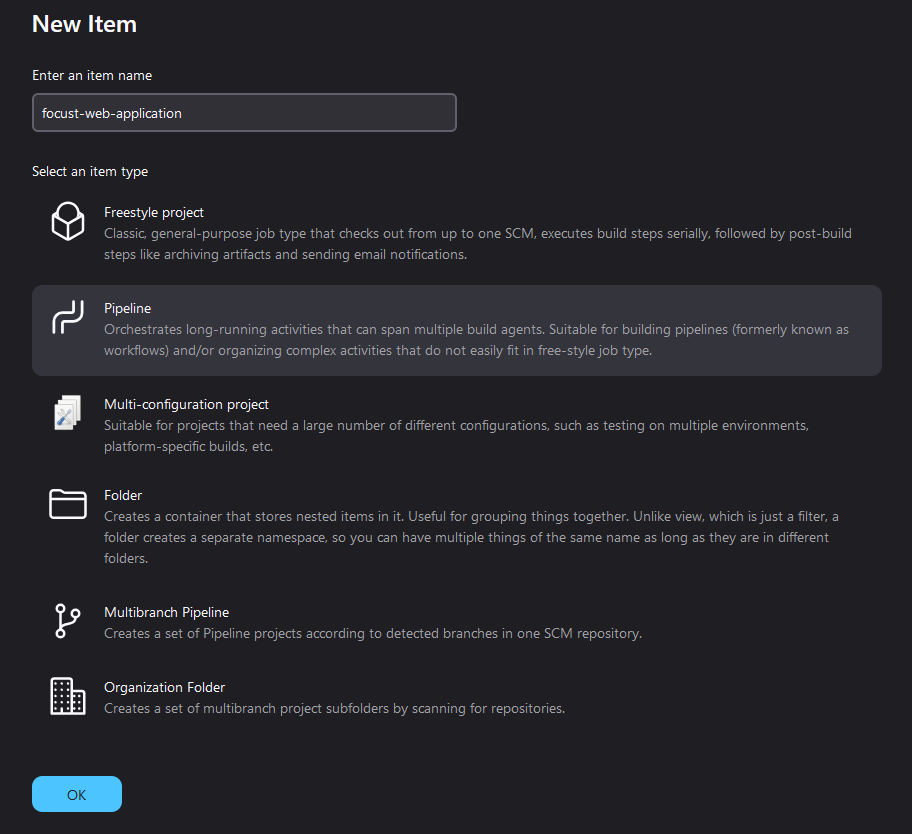 New Item
Enter an item name
focust-web-application
Select an item type
Freestyle project
Classic, general-purpose job type that checks out from up to one SCM, executes build steps serially, followed by post-build
steps like archiving artifacts and sending email notifications.
Pipeline
Orchestrates long-running activities that can span multiple build agents. Suitable for building pipelines (formerly known as
workflows) and/or organizing complex activities that do not easily fit in free-style job type.
Multi-configuration project
Suitable for projects that need a large number of different configurations, such as testing on multiple environments,
platform-specific builds, etc.
Folder
Creates a container that stores nested items in it. Useful for grouping things together. Unlike view, which is just a filter, a
folder creates a separate namespace, so you can have multiple things of the same name as long as they are in different
folders.
Multibranch Pipeline
Creates a set of Pipeline projects according to detected branches in one SCM repository.
Organization Folder
Creates a set of multibranch project subfolders by scanning for repositories.
OK